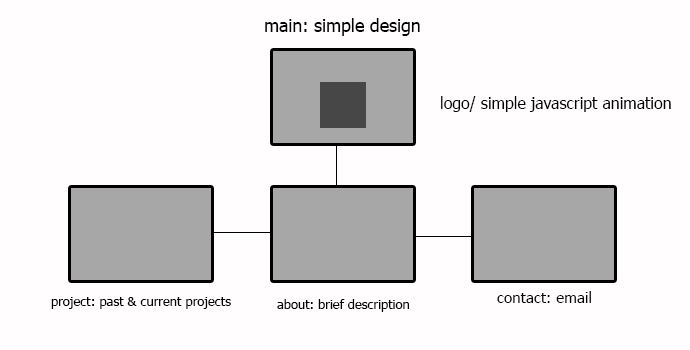 main: simple design
logo/ simple javascript animation
project: past & current projects
about: brief description
contact: email